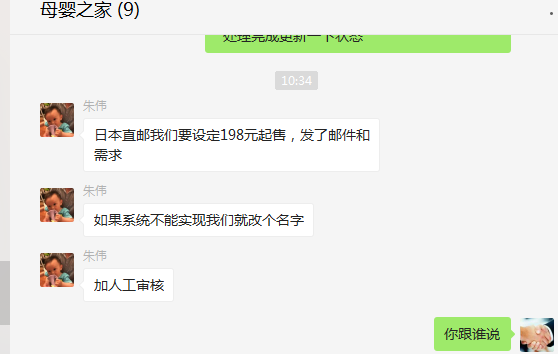 母婴之家 (9)
处理完成更新一下状态
10:34
朱伟
日本直邮我们要设定198元起售，发了邮件和
需求
朱伟
如果系统不能实现我们就改个名字
朱伟
加人工审核
你跟谁说